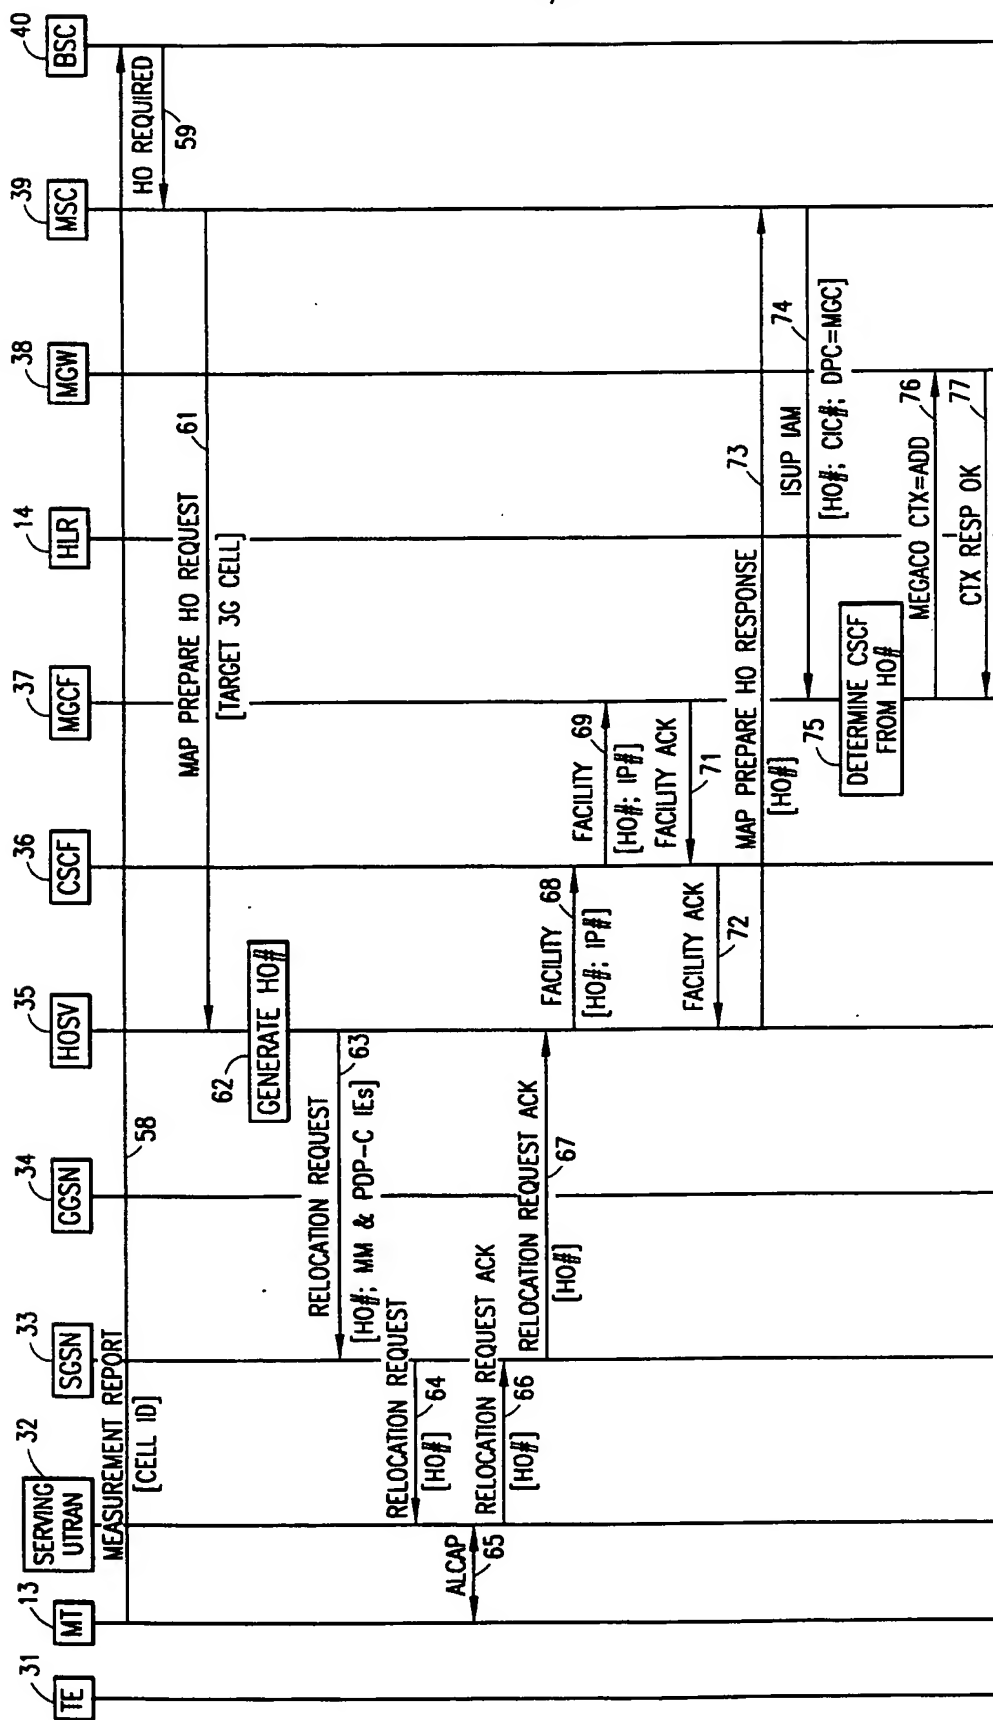 31
TE
13
MT
32
SERVING
UTRAN
33
SGSN
34
GGSN
35
HOSV
36
CSCF
37
MGCF
14
HLR
38
MGW
39
MSC
40
BSC
MEASUREMENT REPORT
[CELL ID]
58
HO REQUIRED
59
MAP PREPARE HO REQUEST
61
[TARGET 3G CELL]
62
GENERATE HO#
RELOCATION REQUEST
63
[HO#; MM & PDP-C IEs]
RELOCATION REQUEST
64
[HO#]
ALCAP
65
RELOCATION REQUEST ACK
66
[HO#]
RELOCATION REQUEST ACK
67
[HO#]
FACILITY
68
[HO#; IP#]
FACILITY
69
[HO#; IP#]
FACILITY ACK
71
FACILITY ACK
72
MAP PREPARE HO RESPONSE
73
[HO#]
ISUP IAM
74
[HO#; CIC#; DPC=MGC]
75
DETERMINE CSCF
FROM HO#
MEGACO CTX=ADD
76
CTX RESP OK
77